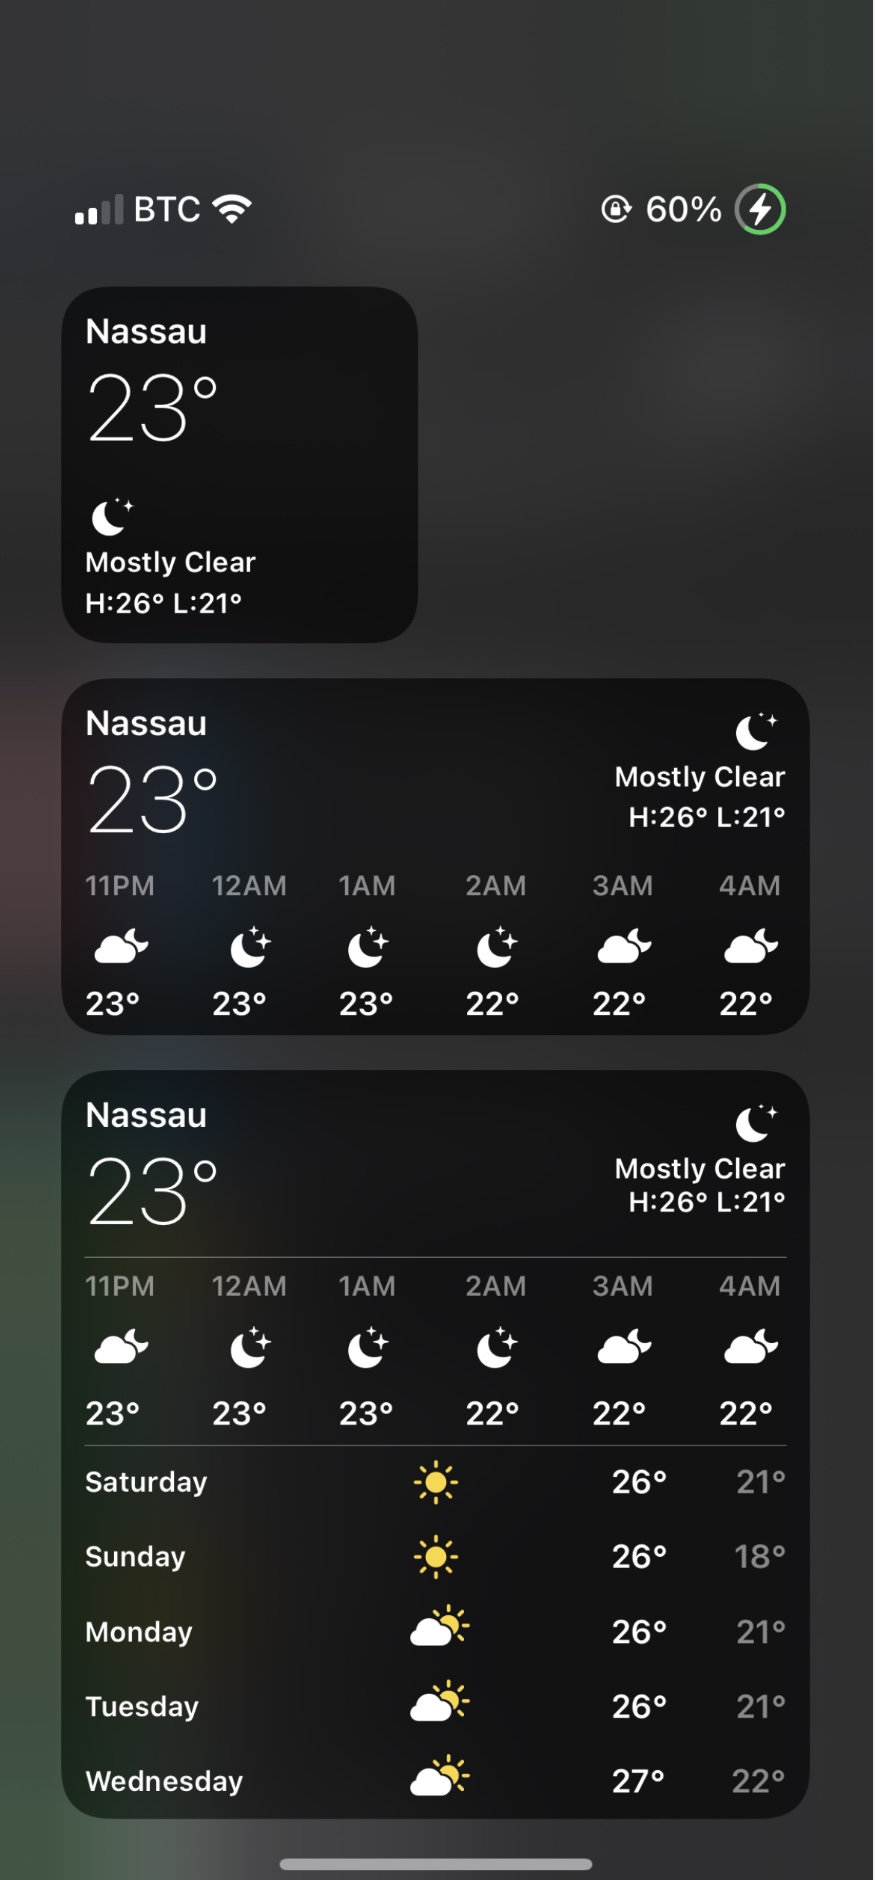 BTC 60%
Nassau
23°
Mostly Clear
H:26° L:21°
Nassau
23°
Mostly Clear
H:26° L:21°
11PM 12AM 1AM 2AM 3AM 4AM
23° 23° 23° 22° 22° 22°
Nassau
23°
Mostly Clear
H:26° L:21°
11PM 12AM 1AM 2AM 3AM 4AM
23° 23° 23° 22° 22° 22°
Saturday 26° 21°
Sunday 26° 18°
Monday 26° 21°
Tuesday 26° 21°
Wednesday 27° 22°